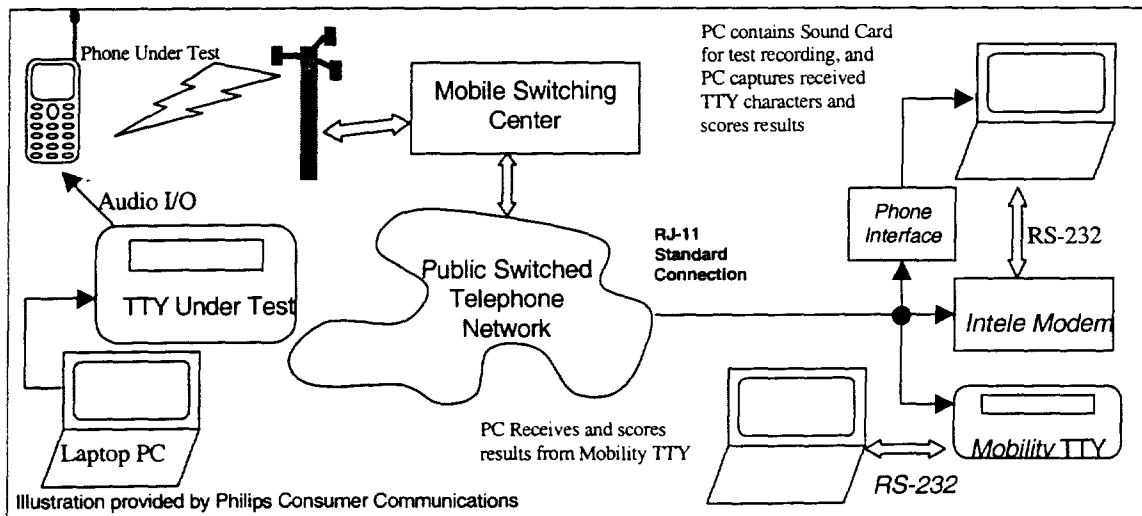 Phone Under Test
Mobile Switching
Center
PC contains Sound Card
for test recording, and
PC captures received
TTY characters and
scores results
Audio I/O
TTY Under Test
Laptop PC
Public Switched
Telephone
Network
RJ-11
Standard
Connection
Phone
Interface
RS-232
Intele Modem
Mobility TTY
PC Receives and scores
results from Mobility TTY
RS-232
Illustration provided by Philips Consumer Communications